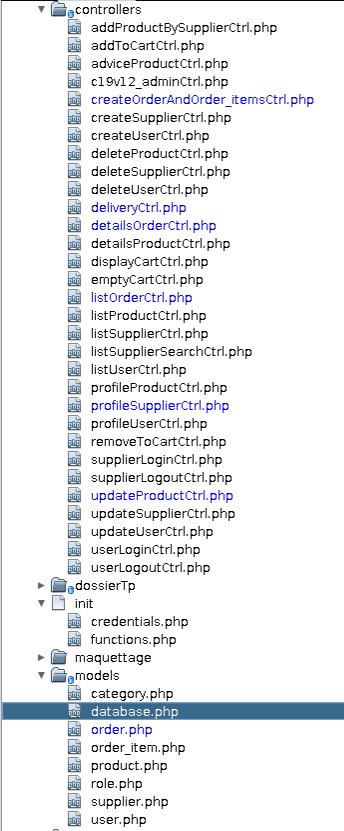 controllers
addProductBySupplierCtrl.php
addToCartCtrl.php
adviceProductCtrl.php
c19v12_adminCtrl.php
createOrderAndOrder_itemsCtrl.php
createSupplierCtrl.php
createUserCtrl.php
deleteProductCtrl.php
deleteSupplierCtrl.php
deleteUserCtrl.php
deliveryCtrl.php
detailsOrderCtrl.php
detailsProductCtrl.php
displayCartCtrl.php
emptyCartCtrl.php
listOrderCtrl.php
listProductCtrl.php
listSupplierCtrl.php
listSupplierSearchCtrl.php
listUserCtrl.php
profileProductCtrl.php
profileSupplierCtrl.php
profileUserCtrl.php
removeToCartCtrl.php
supplierLoginCtrl.php
supplierLogoutCtrl.php
updateProductCtrl.php
updateSupplierCtrl.php
updateUserCtrl.php
userLoginCtrl.php
userLogoutCtrl.php
dossierTp
init
credentials.php
functions.php
maquettage
models
category.php
database.php
order.php
order_item.php
product.php
role.php
supplier.php
user.php